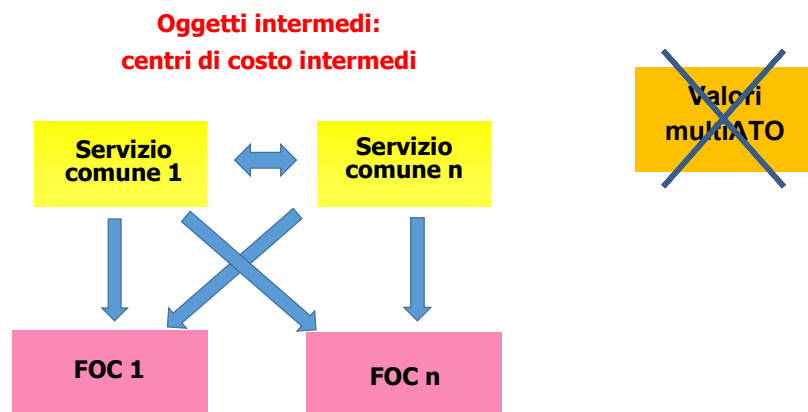 Oggetti intermedi:
centri di costo intermedi
Valori
multiATO
Servizio
comune 1
Servizio
comune n
FOC 1
FOC n